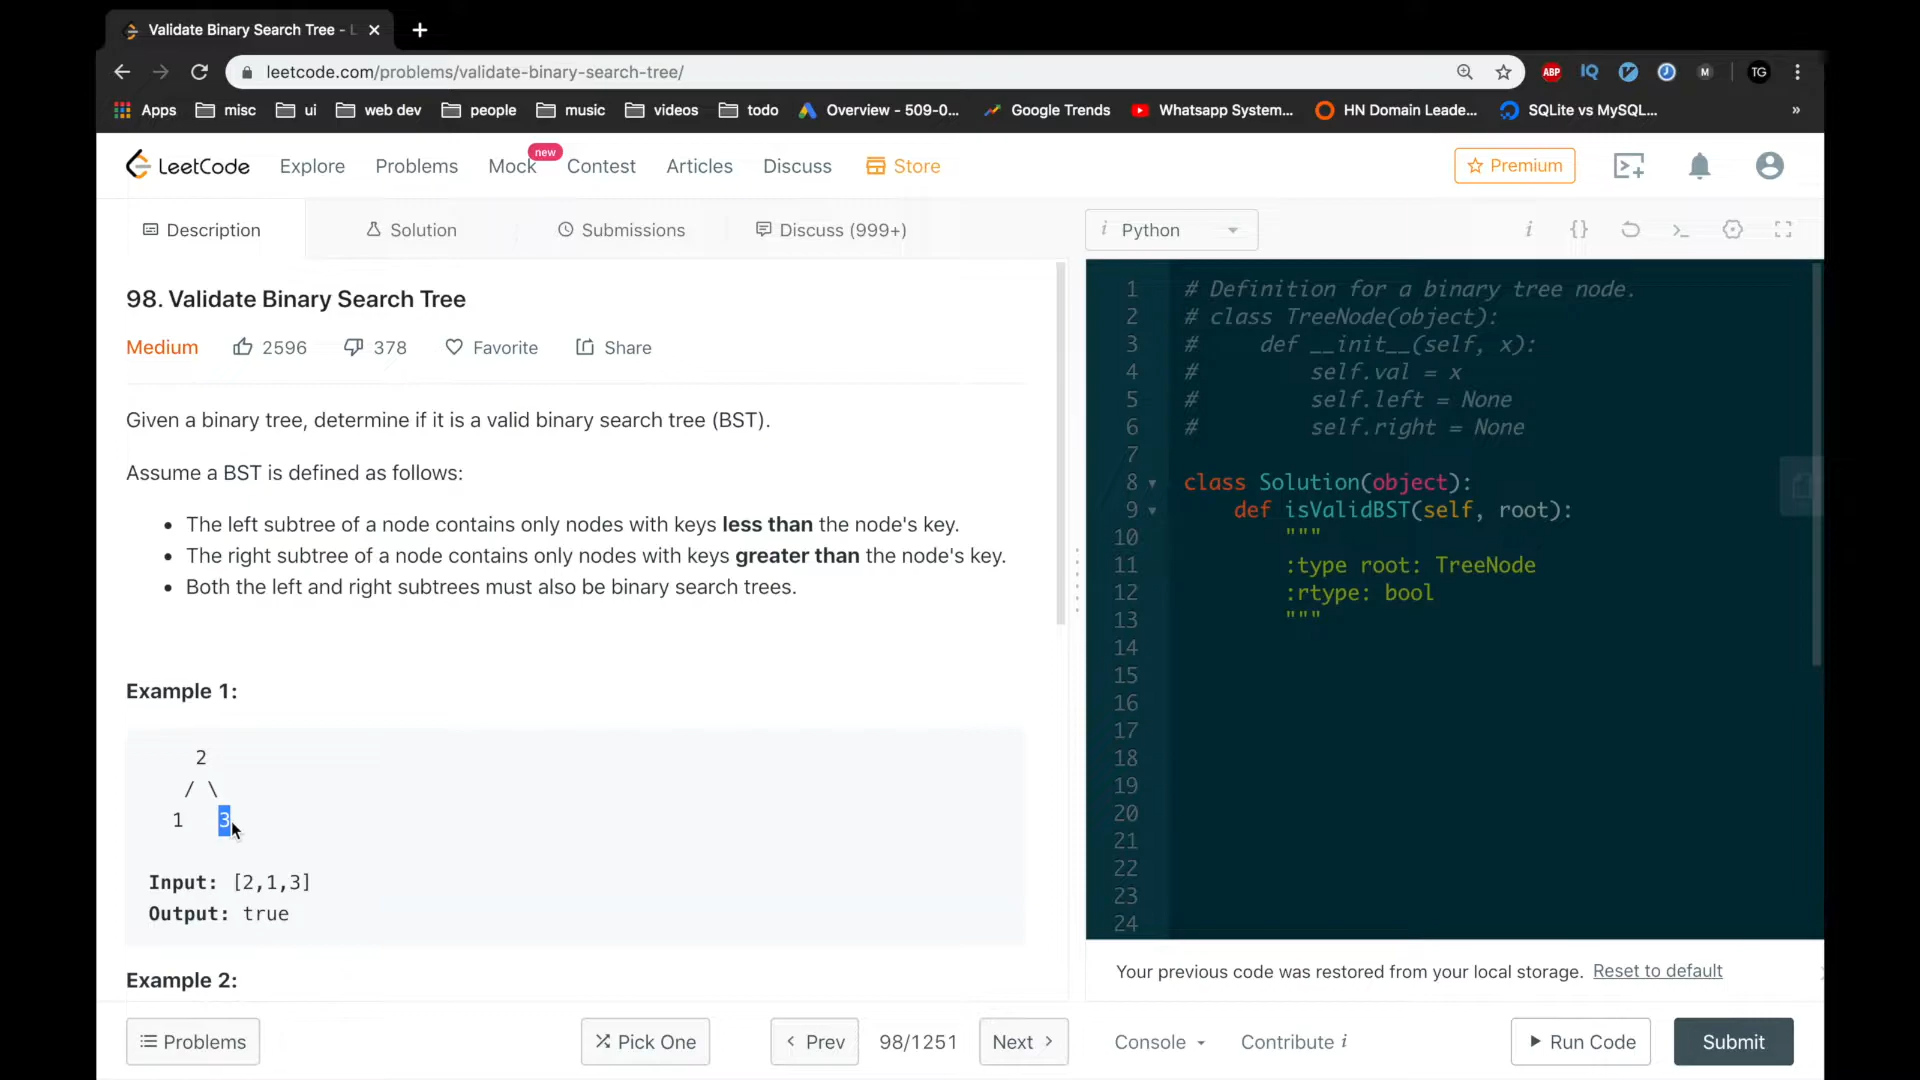 Validate Binary Search Tree - L
leetcode.com/problems/validate-binary-search-tree/
ABP IQ M TG
Apps misc ui web dev people music videos todo Overview - 509-0... Google Trends Whatsapp System... HN Domain Leade... SQLite vs MySQL... »
LeetCode Explore Problems Mock new Contest Articles Discuss Store Premium
Description Solution Submissions Discuss (999+)
i Python i {}
98. Validate Binary Search Tree
Medium 2596 378 Favorite Share
Given a binary tree, determine if it is a valid binary search tree (BST).
Assume a BST is defined as follows:
• The left subtree of a node contains only nodes with keys less than the node's key.
• The right subtree of a node contains only nodes with keys greater than the node's key.
• Both the left and right subtrees must also be binary search trees.
Example 1:
2
/ \
1 3
Input: [2,1,3]
Output: true
Example 2:
1 # Definition for a binary tree node.
2 # class TreeNode(object):
3 #     def __init__(self, x):
4 #         self.val = x
5 #         self.left = None
6 #         self.right = None
7
8 class Solution(object):
9     def isValidBST(self, root):
10         """
11         :type root: TreeNode
12         :rtype: bool
13         """
14
15
16
17
18
19
20
21
22
23
24
Your previous code was restored from your local storage. Reset to default
Problems Pick One Prev 98/1251 Next Console Contribute i Run Code Submit